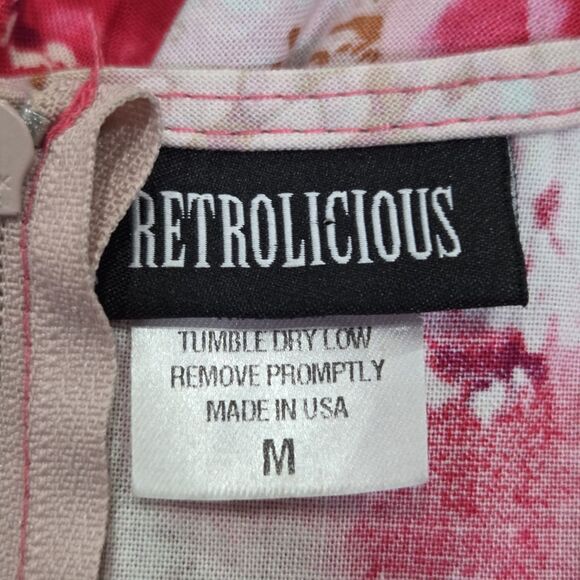 RETROLICIOUS
TUMBLE DRY LOW
REMOVE PROMPTLY
MADE IN USA
M